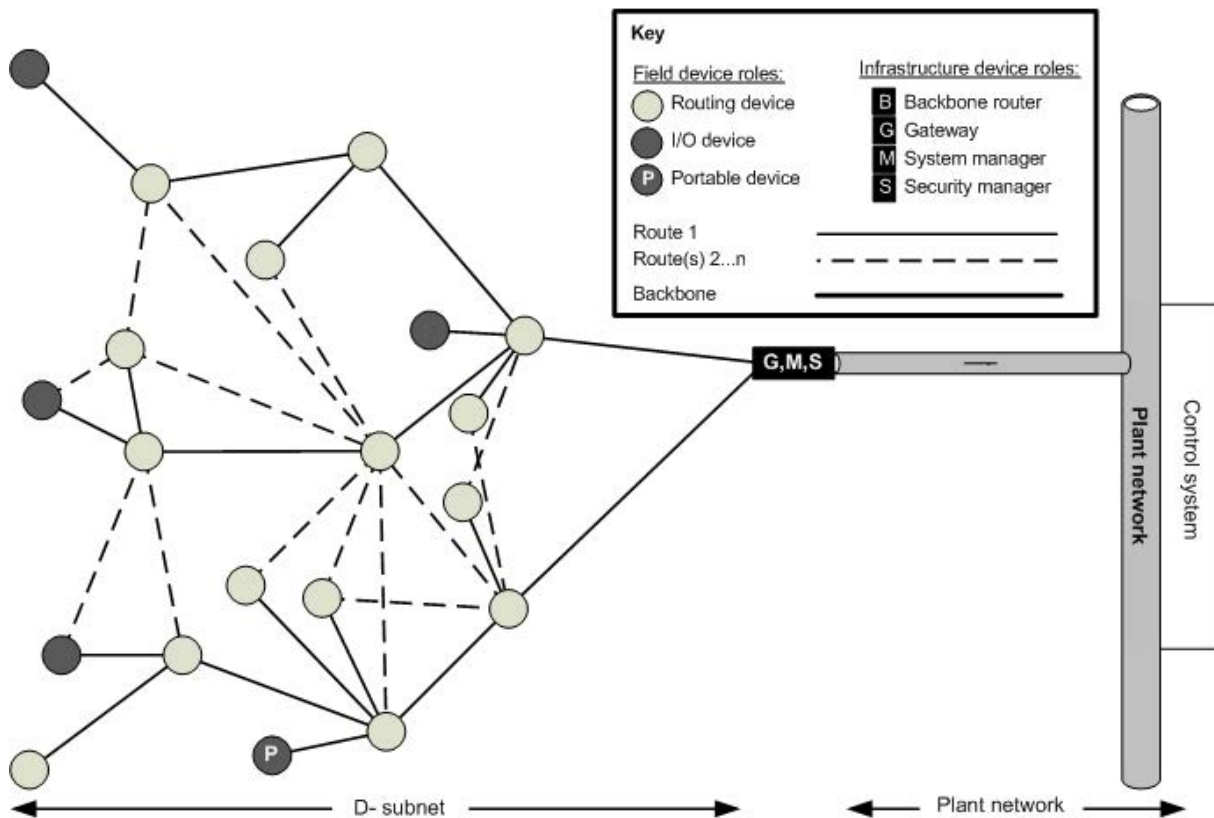 Key
Field device roles:
Routing device
I/O device
P
Portable device
Infrastructure device roles:
B Backbone router
G Gateway
M System manager
S Security manager
Route 1
Route(s) 2...n
Backbone
G,M,S
Plant network
Control system
P
D- subnet
Plant network